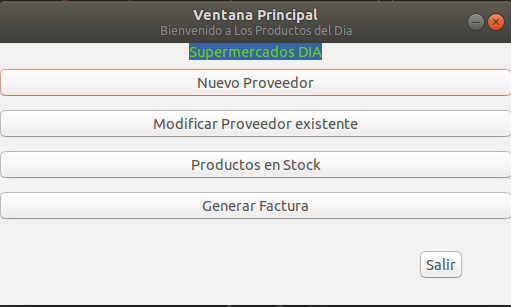 Ventana Principal
Bienvenido a Los Productos del Dia
Supermercados DIA
Nuevo Proveedor
Modificar Proveedor existente
Productos en Stock
Generar Factura
Salir